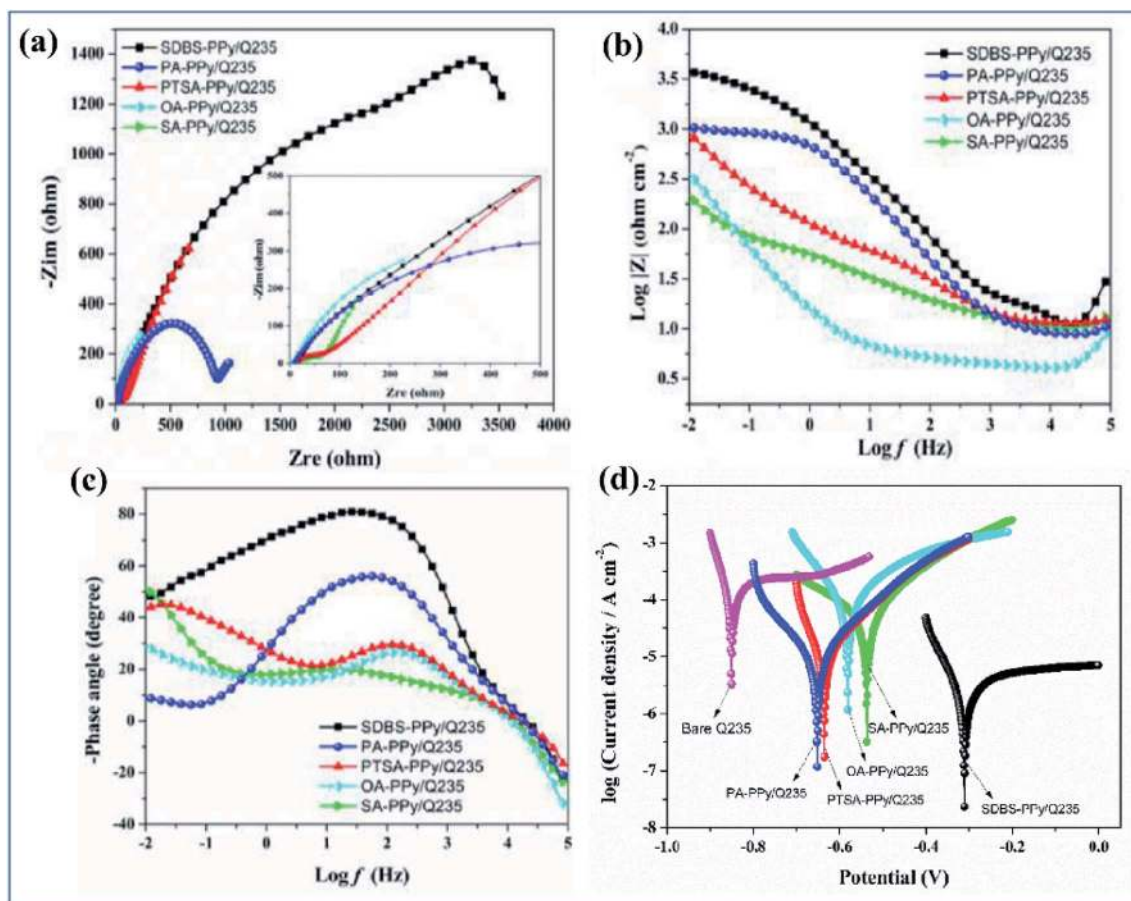 (a)
SDBS-PPy/Q235
PA-PPy/Q235
PTSA-PPy/Q235
OA-PPy/Q235
SA-PPy/Q235
1400
1200
1000
800
600
400
200
0
-Zim (ohm)
0 500 1000 1500 2000 2500 3000 3500 4000
Zre (ohm)
500
400
300
200
100
0
-Zim (ohm)
0 100 200 300 400 500
Zre (ohm)
(b)
SDBS-PPy/Q235
PA-PPy/Q235
PTSA-PPy/Q235
OA-PPy/Q235
SA-PPy/Q235
4.0
3.5
3.0
2.5
2.0
1.5
1.0
0.5
Log |Z| (ohm cm-2)
-2 -1 0 1 2 3 4 5
Log f (Hz)
(c)
80
60
40
20
0
-20
-40
-Phase angle (degree)
SDBS-PPy/Q235
PA-PPy/Q235
PTSA-PPy/Q235
OA-PPy/Q235
SA-PPy/Q235
-2 -1 0 1 2 3 4 5
Log f (Hz)
(d)
-2
-3
-4
-5
-6
-7
-8
log (Current density / A cm-2)
Bare Q235
PA-PPy/Q235
PTSA-PPy/Q235
OA-PPy/Q235
SA-PPy/Q235
SDBS-PPy/Q235
-1.0 -0.8 -0.6 -0.4 -0.2 0.0
Potential (V)